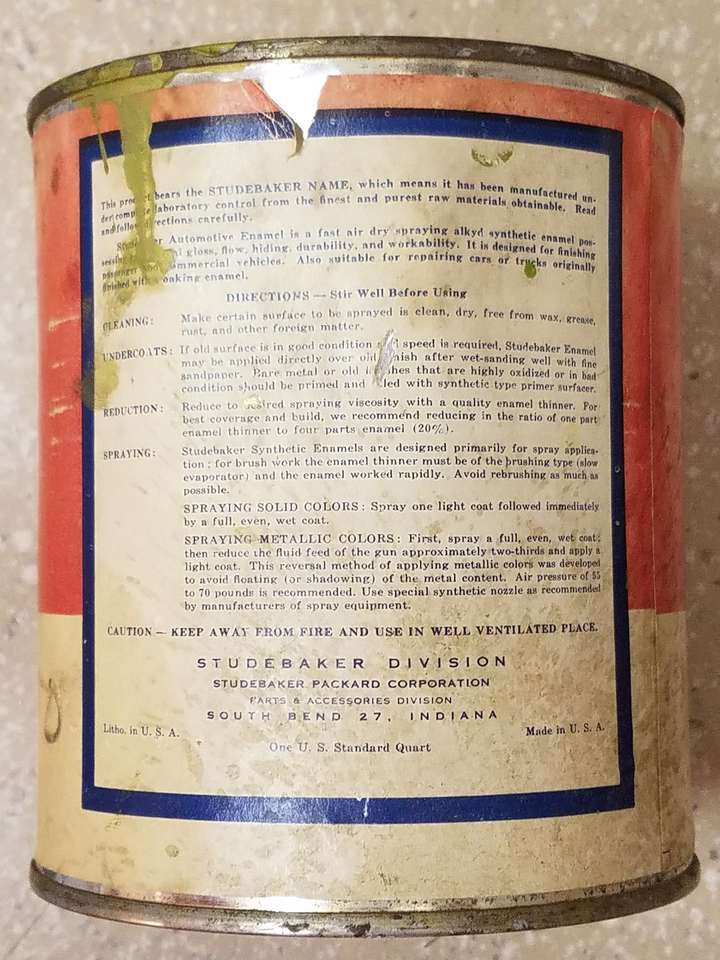 This bears the STUDEBAKER NAME, which means it has been manufactured un-
der laboratory control from the finest and purest raw materials obtainable. Read
and carefully.
Automotive Enamel is a fast air dry spraying alkyd synthetic enamel pos-
gloss, flow, hiding, durability, and workability. It is designed for finishing
commercial vehicles. Also suitable for repairing cars or trucks originally
finished baking enamel.
DIRECTIONS — Stir Well Before Using
CLEANING: Make certain surface to be sprayed is clean, dry, free from wax, grease,
rust, and other foreign matter.
UNDERCOATS: If old surface is in good condition speed is required, Studebaker Enamel
may be applied directly over old finish after wet-sanding well with fine
sandpaper. Bare metal or old that are highly oxidized or in bad
condition should be primed and with synthetic type primer surfacer.
REDUCTION: Reduce to desired spraying viscosity with a quality enamel thinner. For
best coverage and build, we recommend reducing in the ratio of one part
enamel thinner to four parts enamel (20%).
SPRAYING: Studebaker Synthetic Enamels are designed primarily for spray applica-
tion; for brush work the enamel thinner must be of the brushing type (slow
evaporator) and the enamel worked rapidly. Avoid rebrushing as much as
possible.
SPRAYING SOLID COLORS: Spray one light coat followed immediately
by a full, even, wet coat.
SPRAYING METALLIC COLORS: First, spray a full, even, wet coat;
then reduce the fluid feed of the gun approximately two-thirds and apply a
light coat. This reversal method of applying metallic colors was developed
to avoid floating (or shadowing) of the metal content. Air pressure of 55
to 70 pounds is recommended. Use special synthetic nozzle as recommended
by manufacturers of spray equipment.
CAUTION — KEEP AWAY FROM FIRE AND USE IN WELL VENTILATED PLACE.
STUDEBAKER DIVISION
STUDEBAKER PACKARD CORPORATION
PARTS & ACCESSORIES DIVISION
SOUTH BEND 27, INDIANA
Litho. in U. S. A. Made in U. S. A.
One U. S. Standard Quart